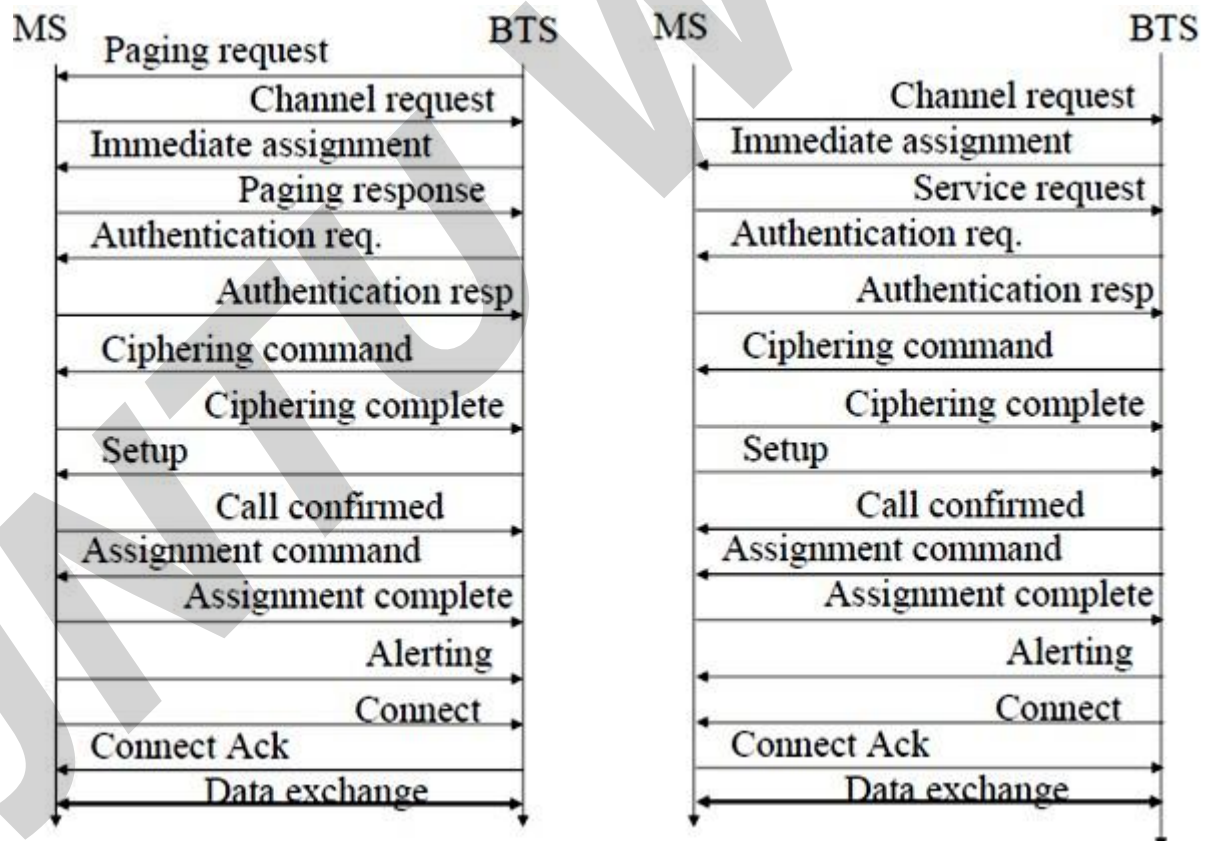 MS BTS
Paging request
Channel request
Immediate assignment
Paging response
Authentication req.
Authentication resp
Ciphering command
Ciphering complete
Setup
Call confirmed
Assignment command
Assignment complete
Alerting
Connect
Connect Ack
Data exchange
MS BTS
Channel request
Immediate assignment
Service request
Authentication req.
Authentication resp
Ciphering command
Ciphering complete
Setup
Call confirmed
Assignment command
Assignment complete
Alerting
Connect
Connect Ack
Data exchange
NTU W